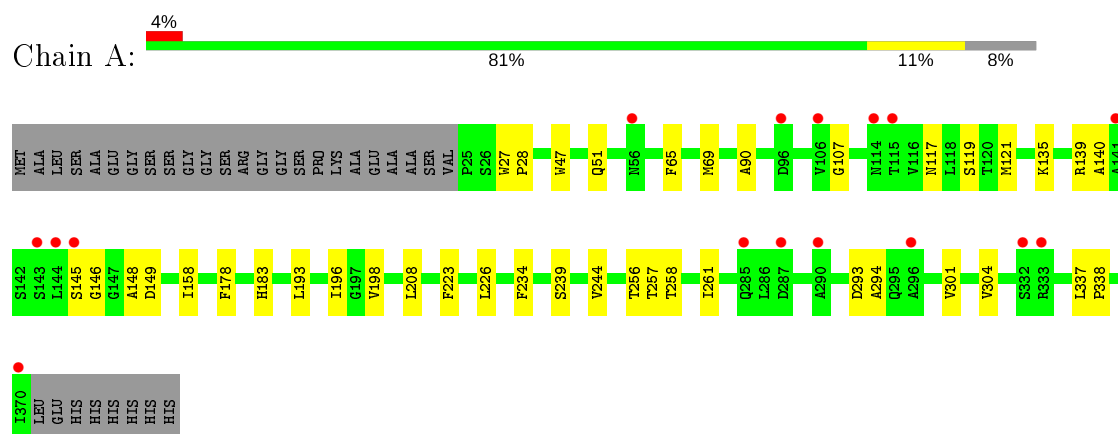 4%
Chain A:
81% 11% 8%
MET ALA LEU SER ALA GLU GLY SER SER GLY GLY SER ARG GLY GLY SER PRO LYS ALA GLU ALA ALA SER VAL P25 S26 W27 P28 W47 Q51 N56 F65 M69 A90 D96 V106 G107 N114 T115 V116 N117 L118 S119 T120 M121 K135 R139 A140 A141
S142 S143 L144 S145 G146 G147 A148 D149 I158 F178 H183 L193 I196 G197 V198 L208 F223 L226 F234 S239 V244 T256 T257 T258 I261 Q285 L286 D287 A290 D293 A294 Q295 A296 V301 V304 S332 R333 L337 P338
I370 LEU GLU HIS HIS HIS HIS HIS HIS